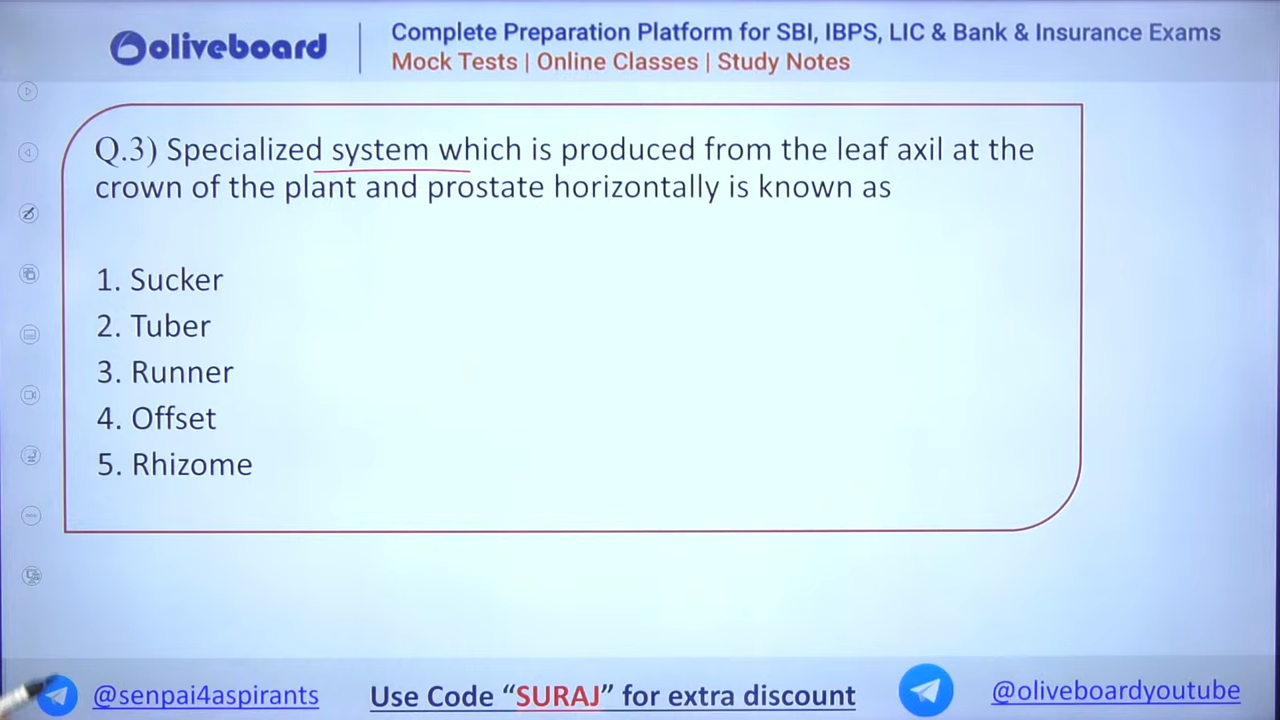 oliveboard
Complete Preparation Platform for SBI, IBPS, LIC & Bank & Insurance Exams
Mock Tests | Online Classes | Study Notes
Q.3) Specialized system which is produced from the leaf axil at the
crown of the plant and prostate horizontally is known as
1. Sucker
2. Tuber
3. Runner
4. Offset
5. Rhizome
@senpai4aspirants
Use Code “SURAJ” for extra discount
@oliveboardyoutube